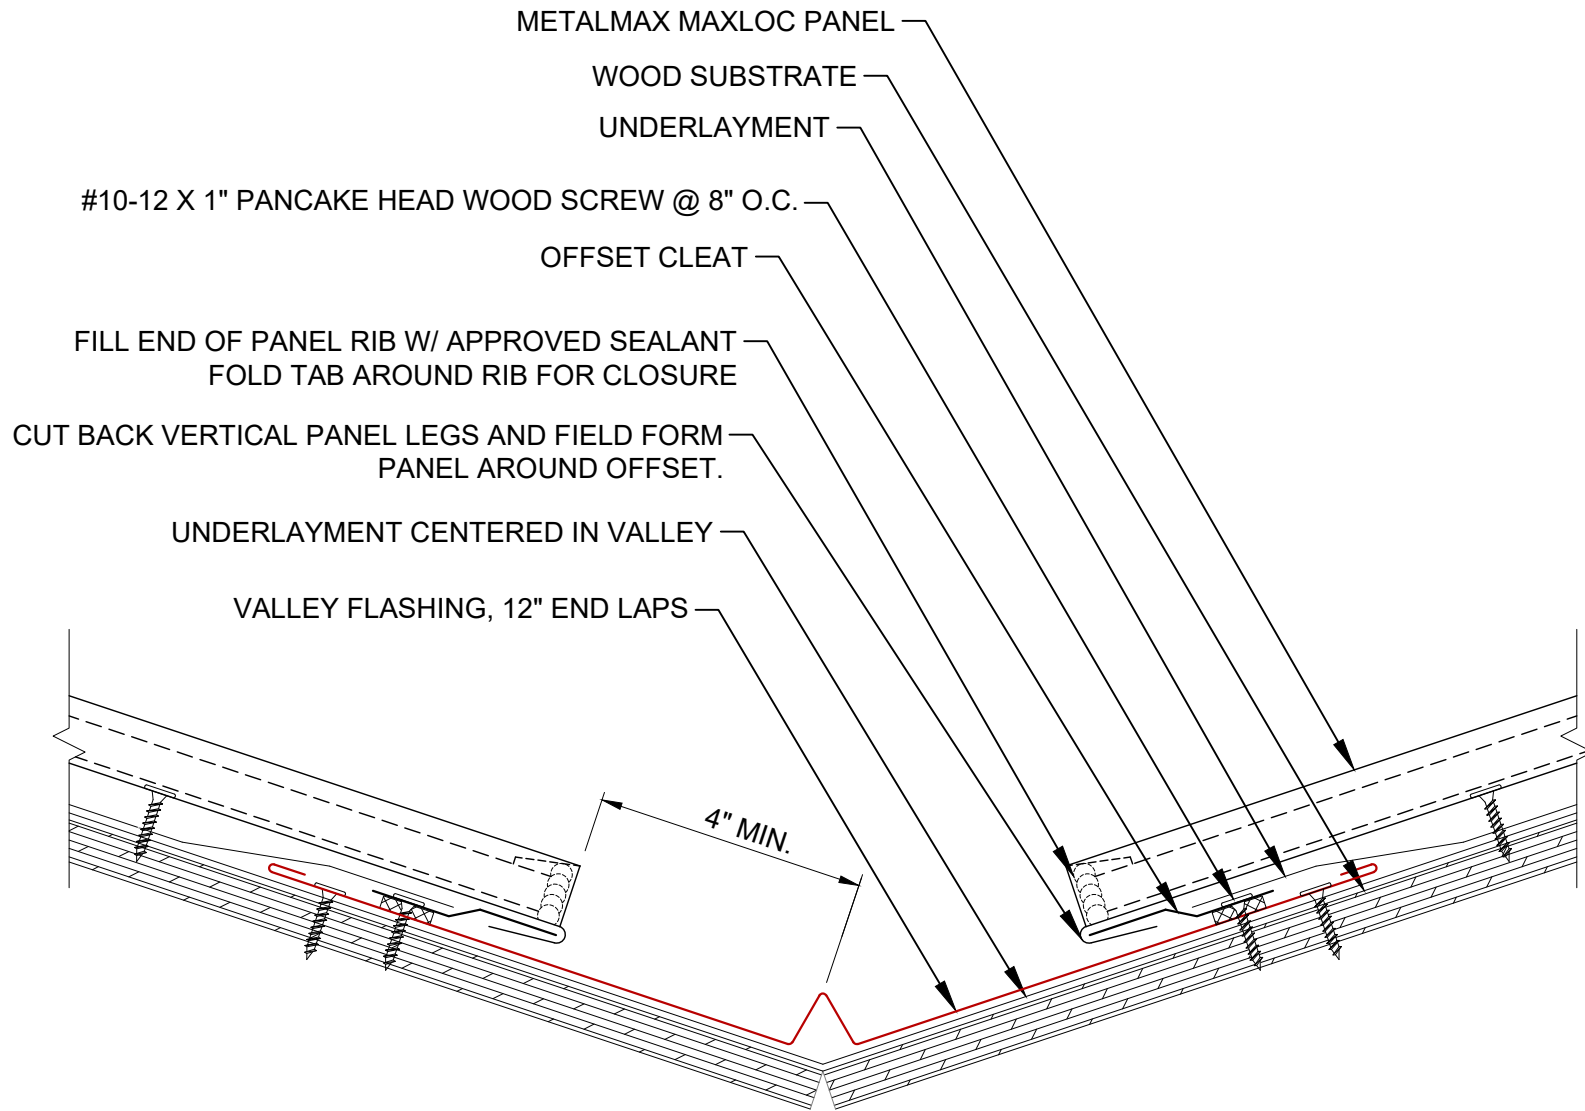 METALMAX MAXLOC PANEL
WOOD SUBSTRATE
UNDERLAYMENT
#10-12 X 1" PANCAKE HEAD WOOD SCREW @ 8" O.C.
OFFSET CLEAT
FILL END OF PANEL RIB W/ APPROVED SEALANT
FOLD TAB AROUND RIB FOR CLOSURE
CUT BACK VERTICAL PANEL LEGS AND FIELD FORM
PANEL AROUND OFFSET.
UNDERLAYMENT CENTERED IN VALLEY
VALLEY FLASHING, 12" END LAPS
4" MIN.